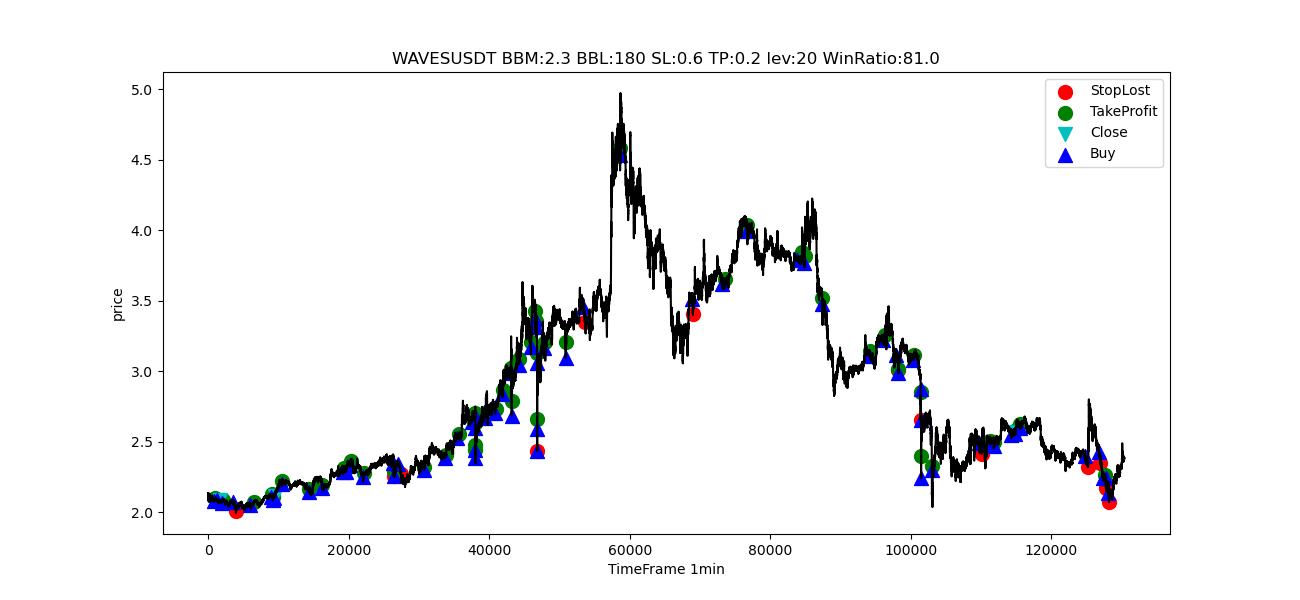 WAVESUSDT BBM:2.3 BBL:180 SL:0.6 TP:0.2 lev:20 WinRatio:81.0
StopLost
TakeProfit
Close
Buy
5.0
4.5
4.0
3.5
3.0
2.5
2.0
price
0 20000 40000 60000 80000 100000 120000
TimeFrame 1min